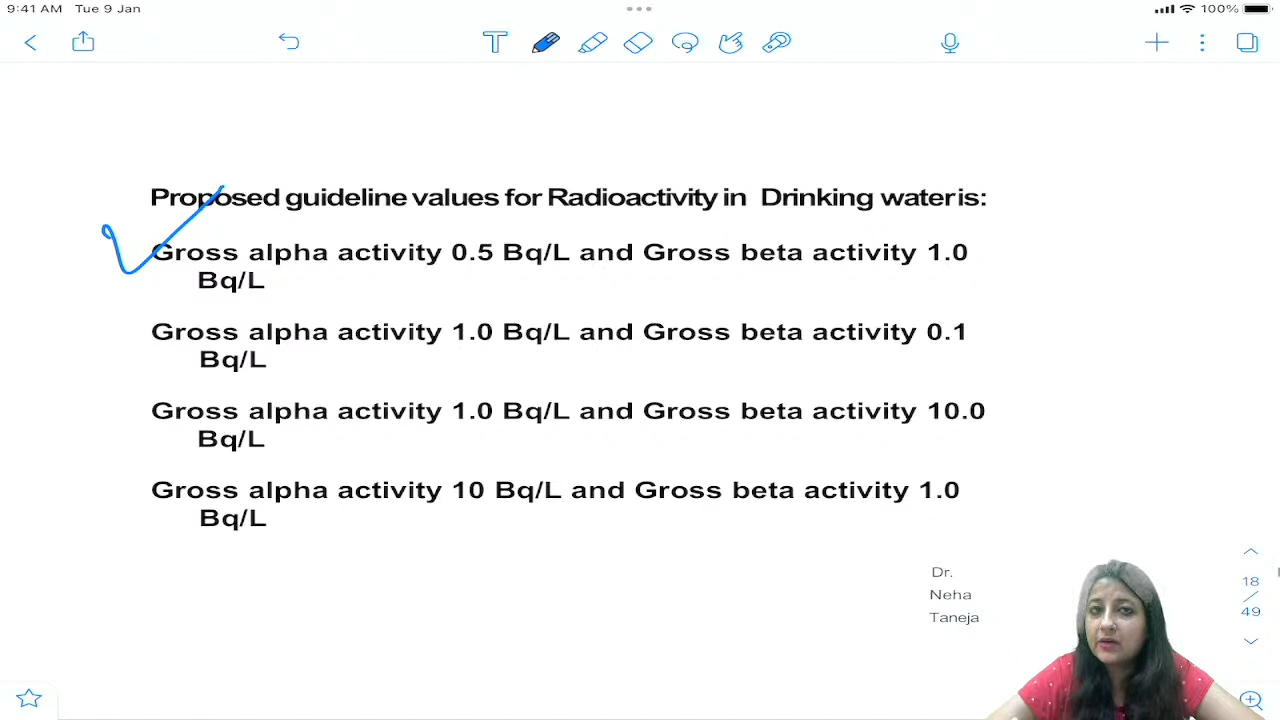 9:41 AM Tue 9 Jan
100%
T
Proposed guideline values for Radioactivity in Drinking water is:
Gross alpha activity 0.5 Bq/L and Gross beta activity 1.0
Bq/L
Gross alpha activity 1.0 Bq/L and Gross beta activity 0.1
Bq/L
Gross alpha activity 1.0 Bq/L and Gross beta activity 10.0
Bq/L
Gross alpha activity 10 Bq/L and Gross beta activity 1.0
Bq/L
Dr.
Neha
Taneja
18
/
49